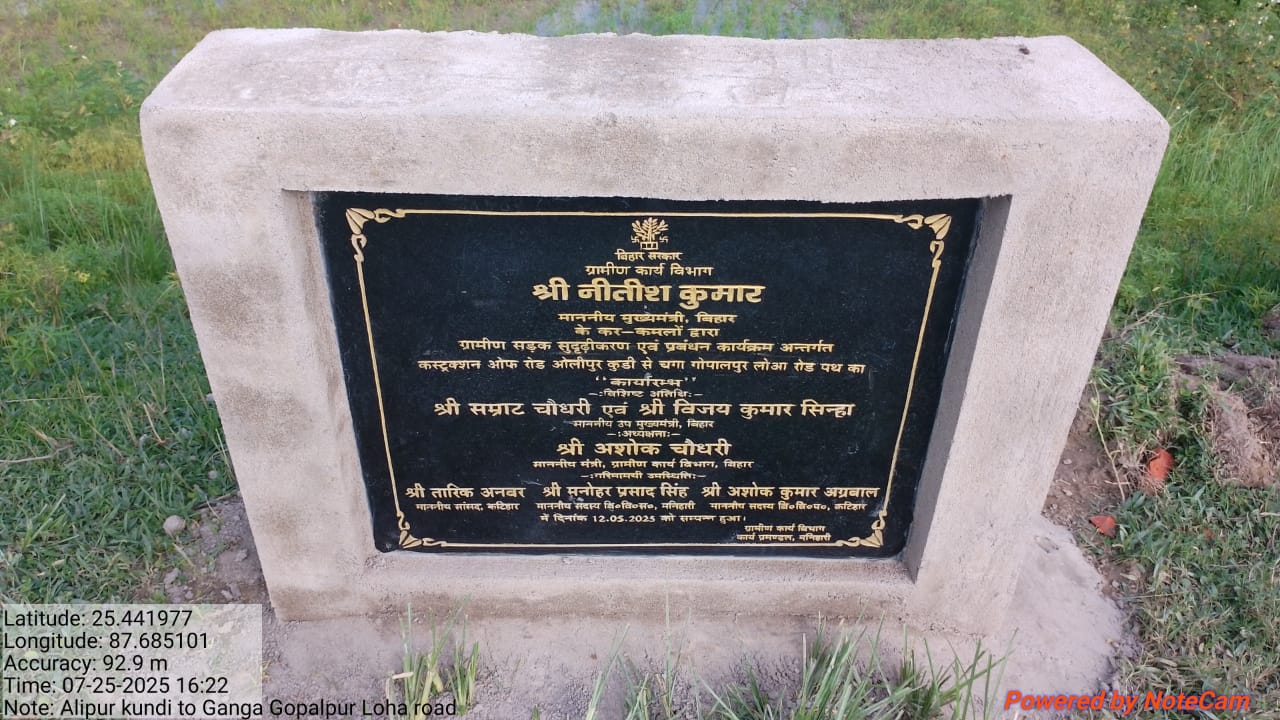 बिहार सरकार
ग्रामीण कार्य विभाग
श्री नीतीश कुमार
माननीय मुख्यमंत्री, बिहार
के कर-कमलों द्वारा
ग्रामीण सड़क सुदृढ़ीकरण एवं प्रबंधन कार्यक्रम अन्तर्गत
कस्ट्रक्शन ओफ रोड ओलीपुर कुडी से चगा गोपालपुर लोआ रोड पथ का
"कार्यारम्भ"
-:विशिष्ट अतिथि:-
श्री सम्राट चौधरी एवं श्री विजय कुमार सिन्हा
माननीय उप मुख्यमंत्री, बिहार
-:अध्यक्षता:-
श्री अशोक चौधरी
माननीय मंत्री, ग्रामीण कार्य विभाग, बिहार
-:गरिमामयी उपस्थिति:-
श्री तारिक अनवर श्री मनोहर प्रसाद सिंह श्री अशोक कुमार अग्रवाल
माननीय सांसद, कटिहार माननीय सदस्य बि०वि०स०, मनिहारी माननीय सदस्य बि०वि०प०, कटिहार
में दिनांक 12.05.2025 को सम्पन्न हुआ।
ग्रामीण कार्य विभाग
कार्य प्रमण्डल, मनिहारी
Latitude: 25.441977
Longitude: 87.685101
Accuracy: 92.9 m
Time: 07-25-2025 16:22
Note: Alipur kundi to Ganga Gopalpur Loha road
Powered by NoteCam